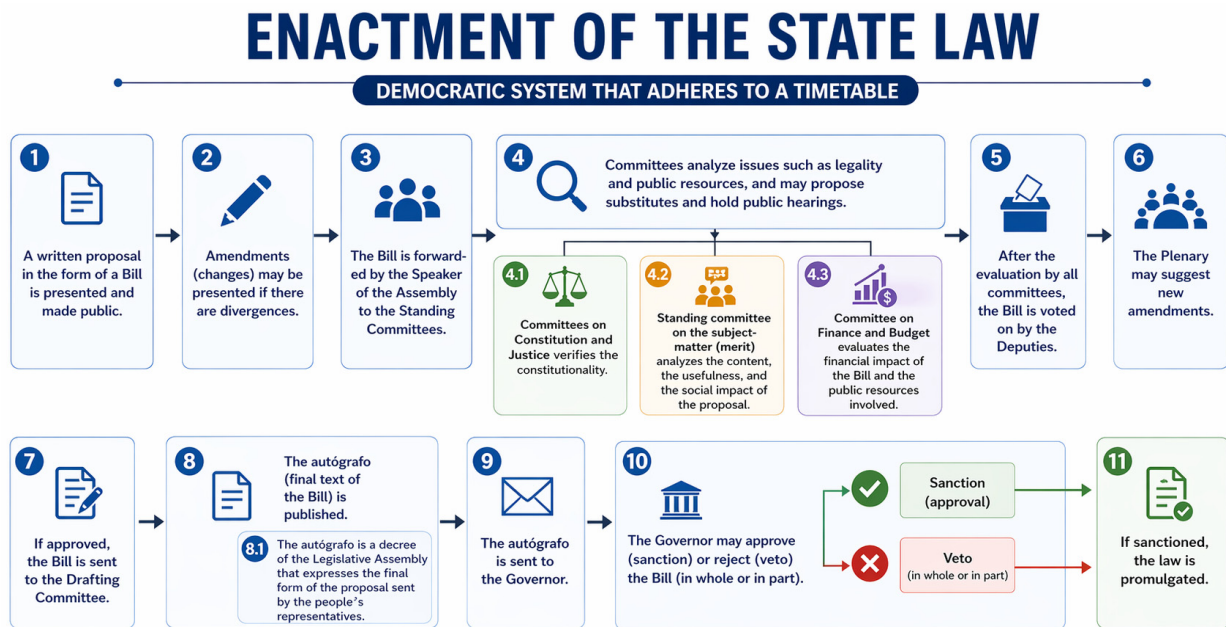 ENACTMENT OF THE STATE LAW
DEMOCRATIC SYSTEM THAT ADHERES TO A TIMETABLE
1
A written proposal
in the form of a Bill
is presented and
made public.
2
Amendments
(changes) may be
presented if there
are divergences.
3
The Bill is forward-
ed by the Speaker
of the Assembly
to the Standing
Committees.
4
Committees analyze issues such as legality
and public resources, and may propose
substitutes and hold public hearings.
4.1
Committees on
Constitution and
Justice verifies the
constitutionality.
4.2
Standing committee
on the subject-
matter (merit)
analyzes the content,
the usefulness, and
the social impact of
the proposal.
4.3
$
Committee on
Finance and Budget
evaluates the
financial impact of
the Bill and the
public resources
involved.
5
After the
evaluation by all
committees,
the Bill is voted
on by the
Deputies.
6
The Plenary
may suggest
new
amendments.
7
If approved,
the Bill is sent
to the Drafting
Committee.
8
The autógrafo
(final text of
the Bill) is
published.
8.1
The autógrafo is a decree
of the Legislative Assembly
that expresses the final
form of the proposal sent
by the people's
representatives.
9
The autógrafo
is sent to
the Governor.
10
The Governor may approve
(sanction) or reject (veto)
the Bill (in whole or in part).
Sanction
(approval)
Veto
(in whole or in part)
11
If sanctioned,
the law is
promulgated.